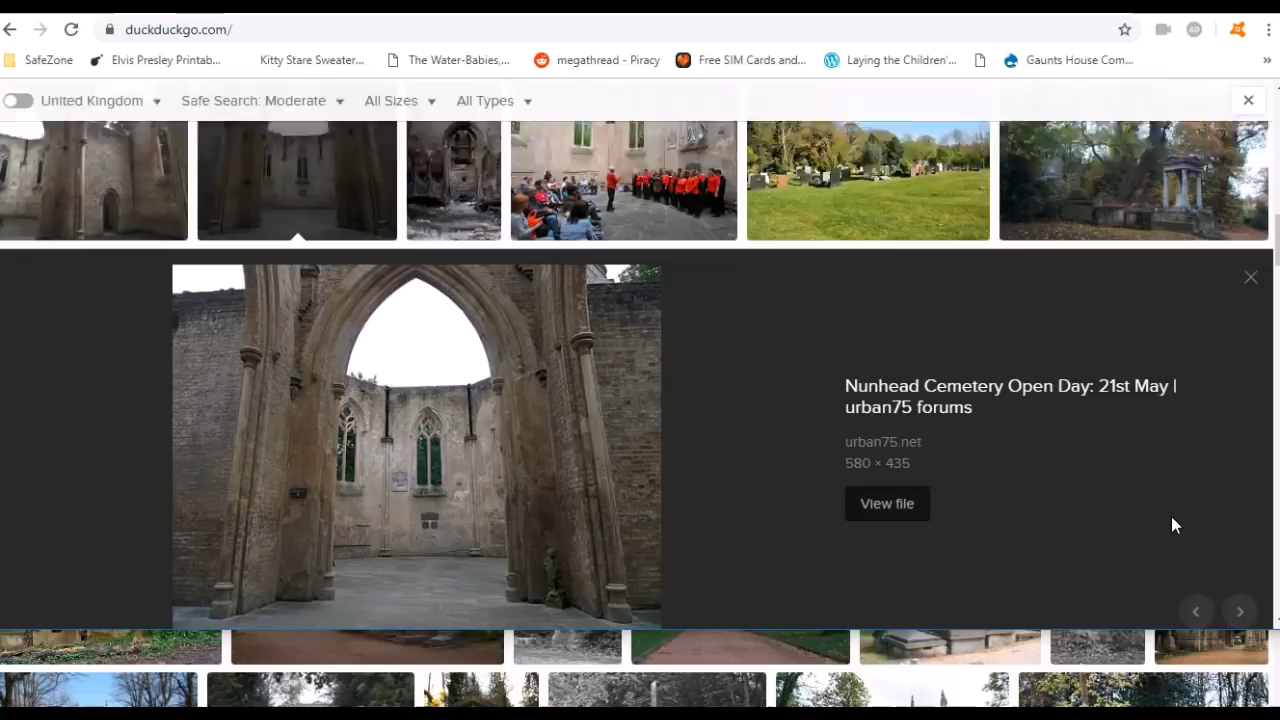 duckduckgo.com/
SafeZone Elvis Presley Printab... Kitty Stare Sweater... The Water-Babies,... megathread - Piracy Free SIM Cards and... Laying the Children'... Gaunts House Com... »
United Kingdom Safe Search: Moderate All Sizes All Types
Nunhead Cemetery Open Day: 21st May |
urban75 forums
urban75.net
580 × 435
View file